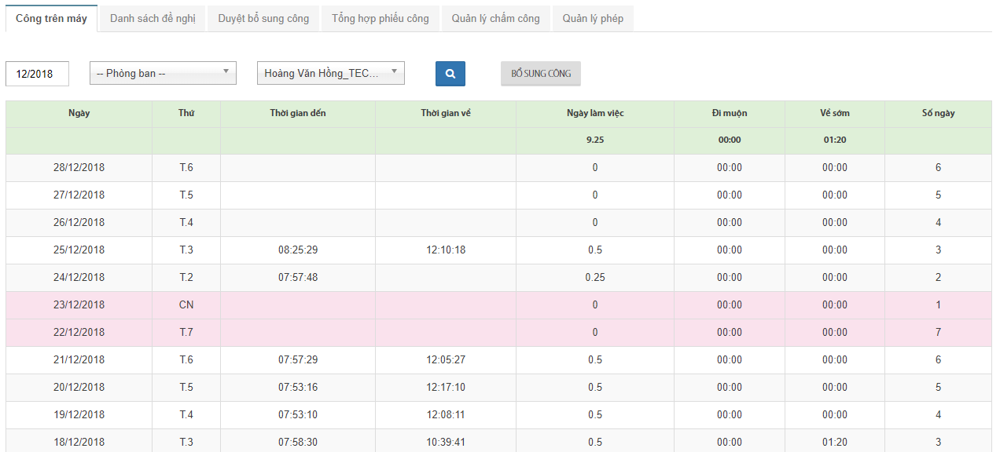 Công trên máy Danh sách đề nghị Duyệt bổ sung công Tổng hợp phiếu công Quản lý chấm công Quản lý phép
12/2018 -- Phòng ban -- Hoàng Văn Hồng_TEC... BỔ SUNG CÔNG
Ngày Thứ Thời gian đến Thời gian về Ngày làm việc Đi muộn Về sớm Số ngày
9.25 00:00 01:20
28/12/2018 T.6 0 00:00 00:00 6
27/12/2018 T.5 0 00:00 00:00 5
26/12/2018 T.4 0 00:00 00:00 4
25/12/2018 T.3 08:25:29 12:10:18 0.5 00:00 00:00 3
24/12/2018 T.2 07:57:48 0.25 00:00 00:00 2
23/12/2018 CN 0 00:00 00:00 1
22/12/2018 T.7 0 00:00 00:00 7
21/12/2018 T.6 07:57:29 12:05:27 0.5 00:00 00:00 6
20/12/2018 T.5 07:53:16 12:17:10 0.5 00:00 00:00 5
19/12/2018 T.4 07:53:10 12:08:11 0.5 00:00 00:00 4
18/12/2018 T.3 07:58:30 10:39:41 0.5 00:00 01:20 3